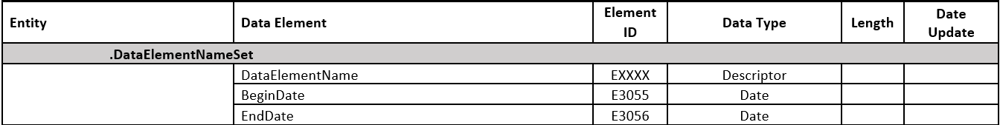 Entity Data Element Element ID Data Type Length Date Update
.DataElementNameSet
DataElementName EXXXX Descriptor
BeginDate E3055 Date
EndDate E3056 Date